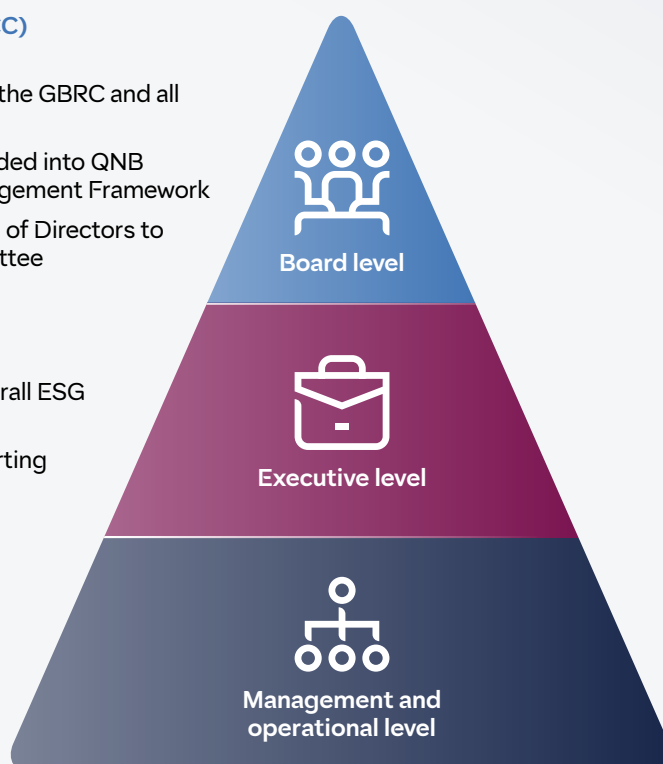 C)
the GBRC and all
ded into QNB
gement Framework
of Directors to
ttee
Board level
rall ESG
rting
Executive level
Management and
operational level